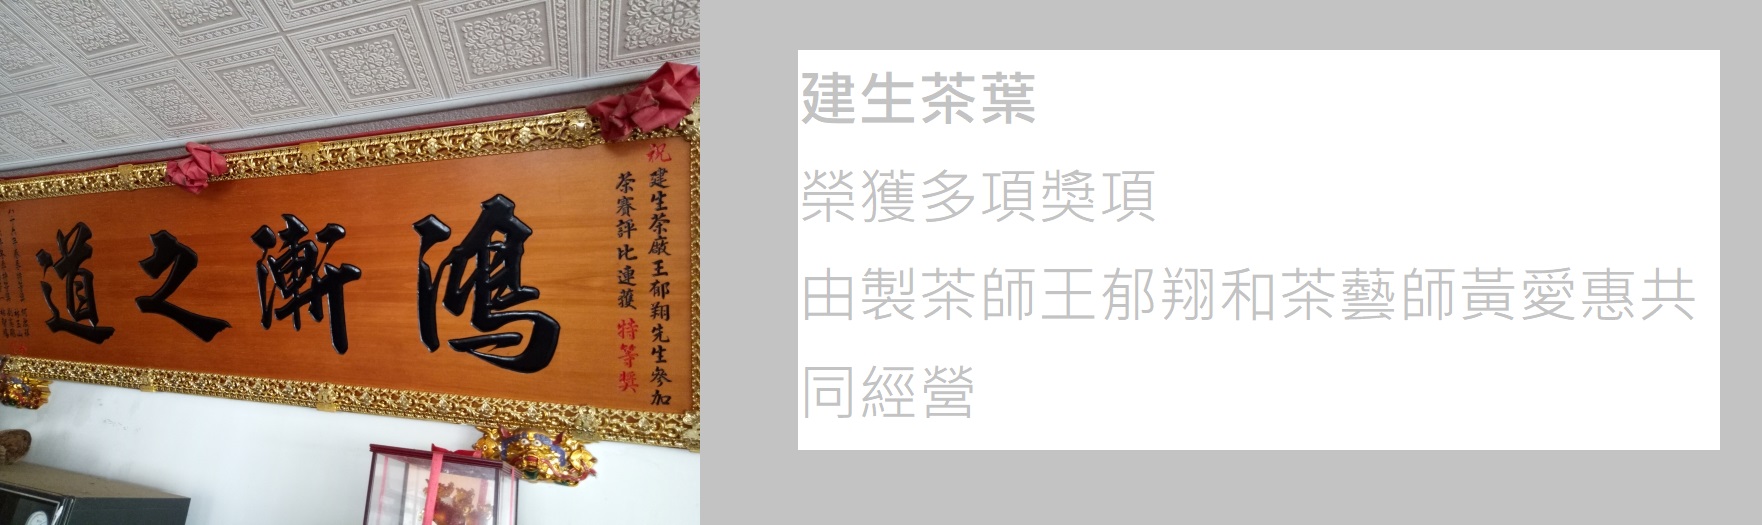 鴻漸之道
祝
建生茶廠王郁翔先生參加
茶賽評比連獲特等獎
建生茶葉
榮獲多項獎項
由製茶師王郁翔和茶藝師黃愛惠共
同經營